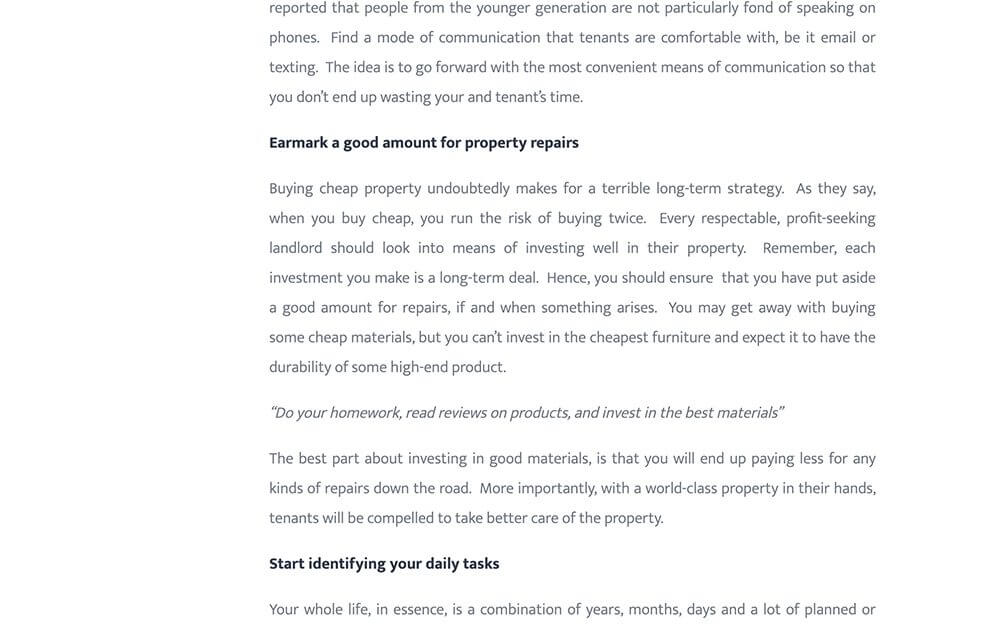 reported that people from the younger generation are not particularly fond of speaking on
phones. Find a mode of communication that tenants are comfortable with, be it email or
texting. The idea is to go forward with the most convenient means of communication so that
you don’t end up wasting your and tenant’s time.
Earmark a good amount for property repairs
Buying cheap property undoubtedly makes for a terrible long-term strategy. As they say,
when you buy cheap, you run the risk of buying twice. Every respectable, profit-seeking
landlord should look into means of investing well in their property. Remember, each
investment you make is a long-term deal. Hence, you should ensure that you have put aside
a good amount for repairs, if and when something arises. You may get away with buying
some cheap materials, but you can’t invest in the cheapest furniture and expect it to have the
durability of some high-end product.
“Do your homework, read reviews on products, and invest in the best materials”
The best part about investing in good materials, is that you will end up paying less for any
kinds of repairs down the road. More importantly, with a world-class property in their hands,
tenants will be compelled to take better care of the property.
Start identifying your daily tasks
Your whole life, in essence, is a combination of years, months, days and a lot of planned or